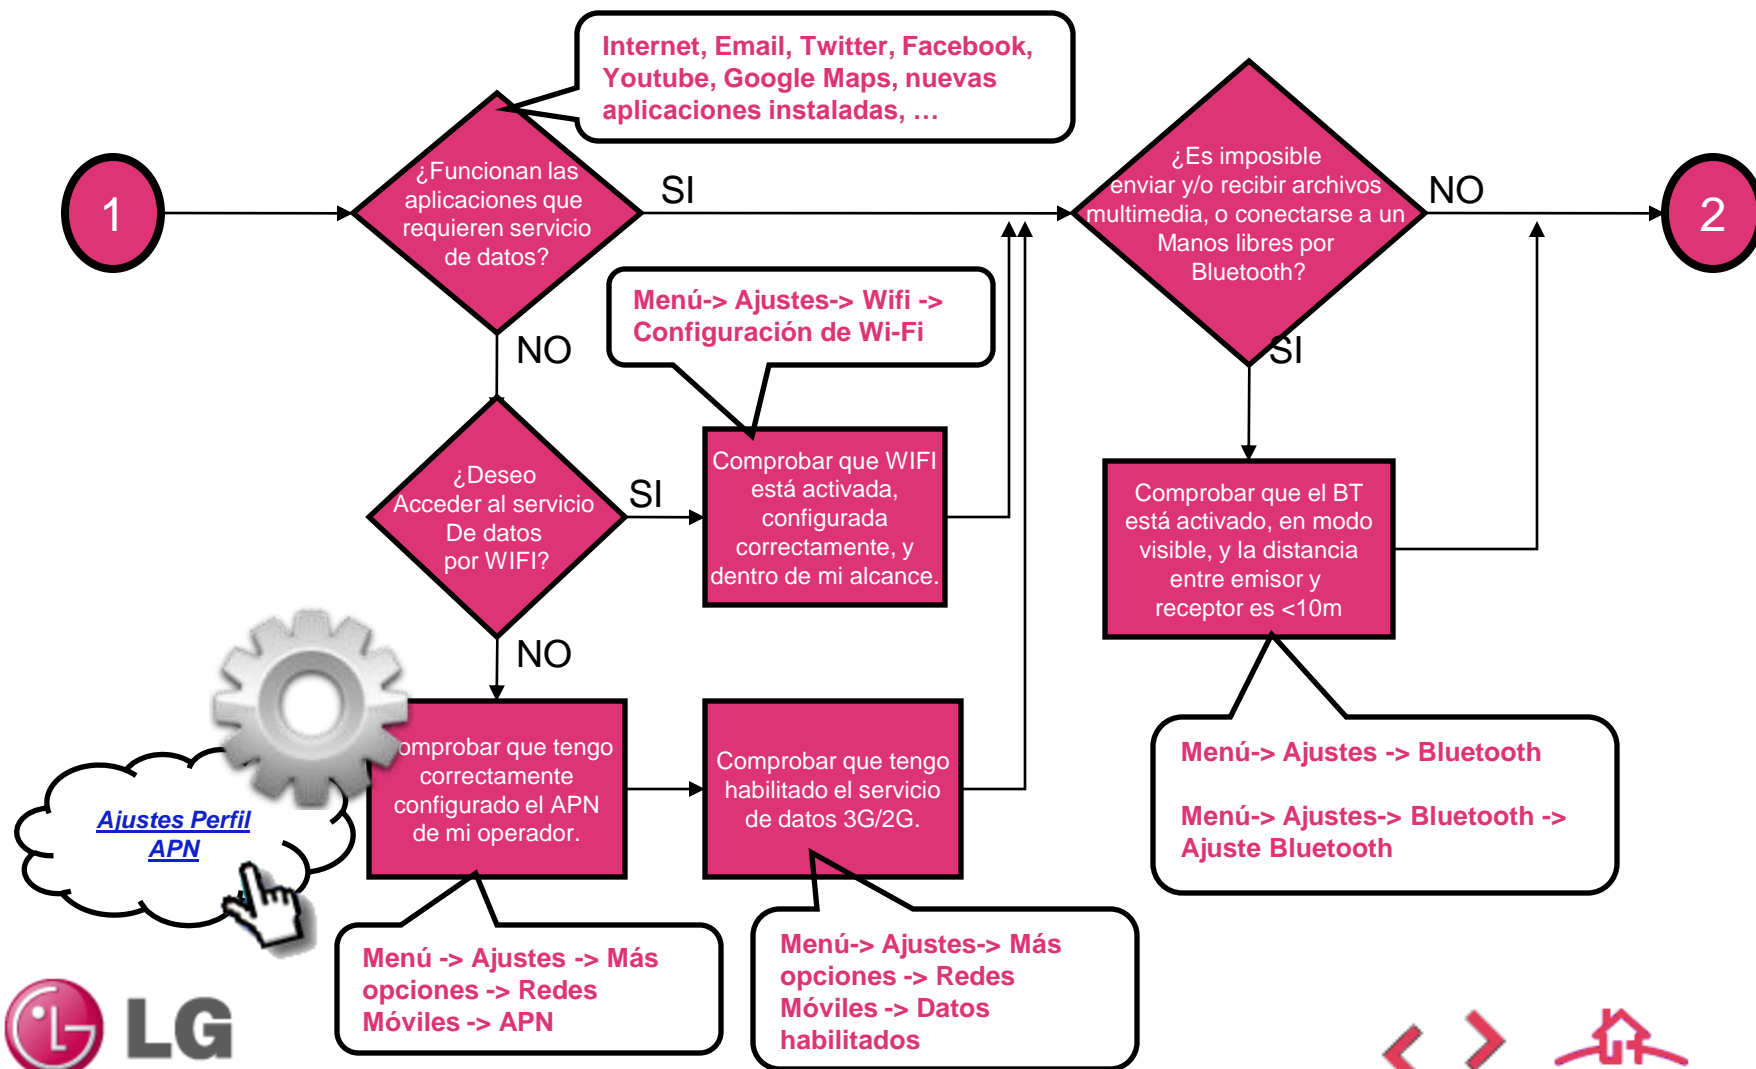 Internet, Email, Twitter, Facebook,
Youtube, Google Maps, nuevas
aplicaciones instaladas, …
1
¿Funcionan las
aplicaciones que
requieren servicio
de datos?
SI
¿Es imposible
enviar y/o recibir archivos
multimedia, o conectarse a un
Manos libres por
Bluetooth?
NO
2
NO
Menú-> Ajustes-> Wifi ->
Configuración de Wi-Fi
SI
¿Deseo
Acceder al servicio
De datos
por WIFI?
SI
Comprobar que WIFI
está activada,
configurada
correctamente, y
dentro de mi alcance.
Comprobar que el BT
está activado, en modo
visible, y la distancia
entre emisor y
receptor es <10m
NO
omprobar que tengo
correctamente
configurado el APN
de mi operador.
Comprobar que tengo
habilitado el servicio
de datos 3G/2G.
Menú-> Ajustes -> Bluetooth
Menú-> Ajustes-> Bluetooth ->
Ajuste Bluetooth
Ajustes Perfil
APN
Menú -> Ajustes -> Más
opciones -> Redes
Móviles -> APN
Menú-> Ajustes-> Más
opciones -> Redes
Móviles -> Datos
habilitados
LG